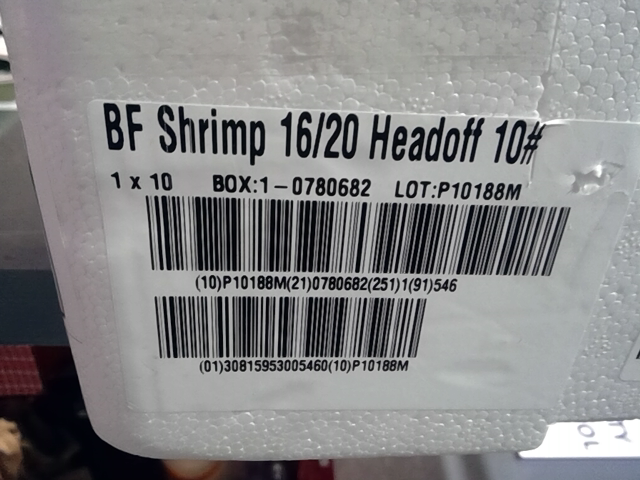 BF Shrimp 16/20 Headoff 10#
1 x 10 BOX:1-0780682 LOT:P10188M
(10)P10188M(21)0780682(251)1(91)546
(01)30815953005460(10)P10188M